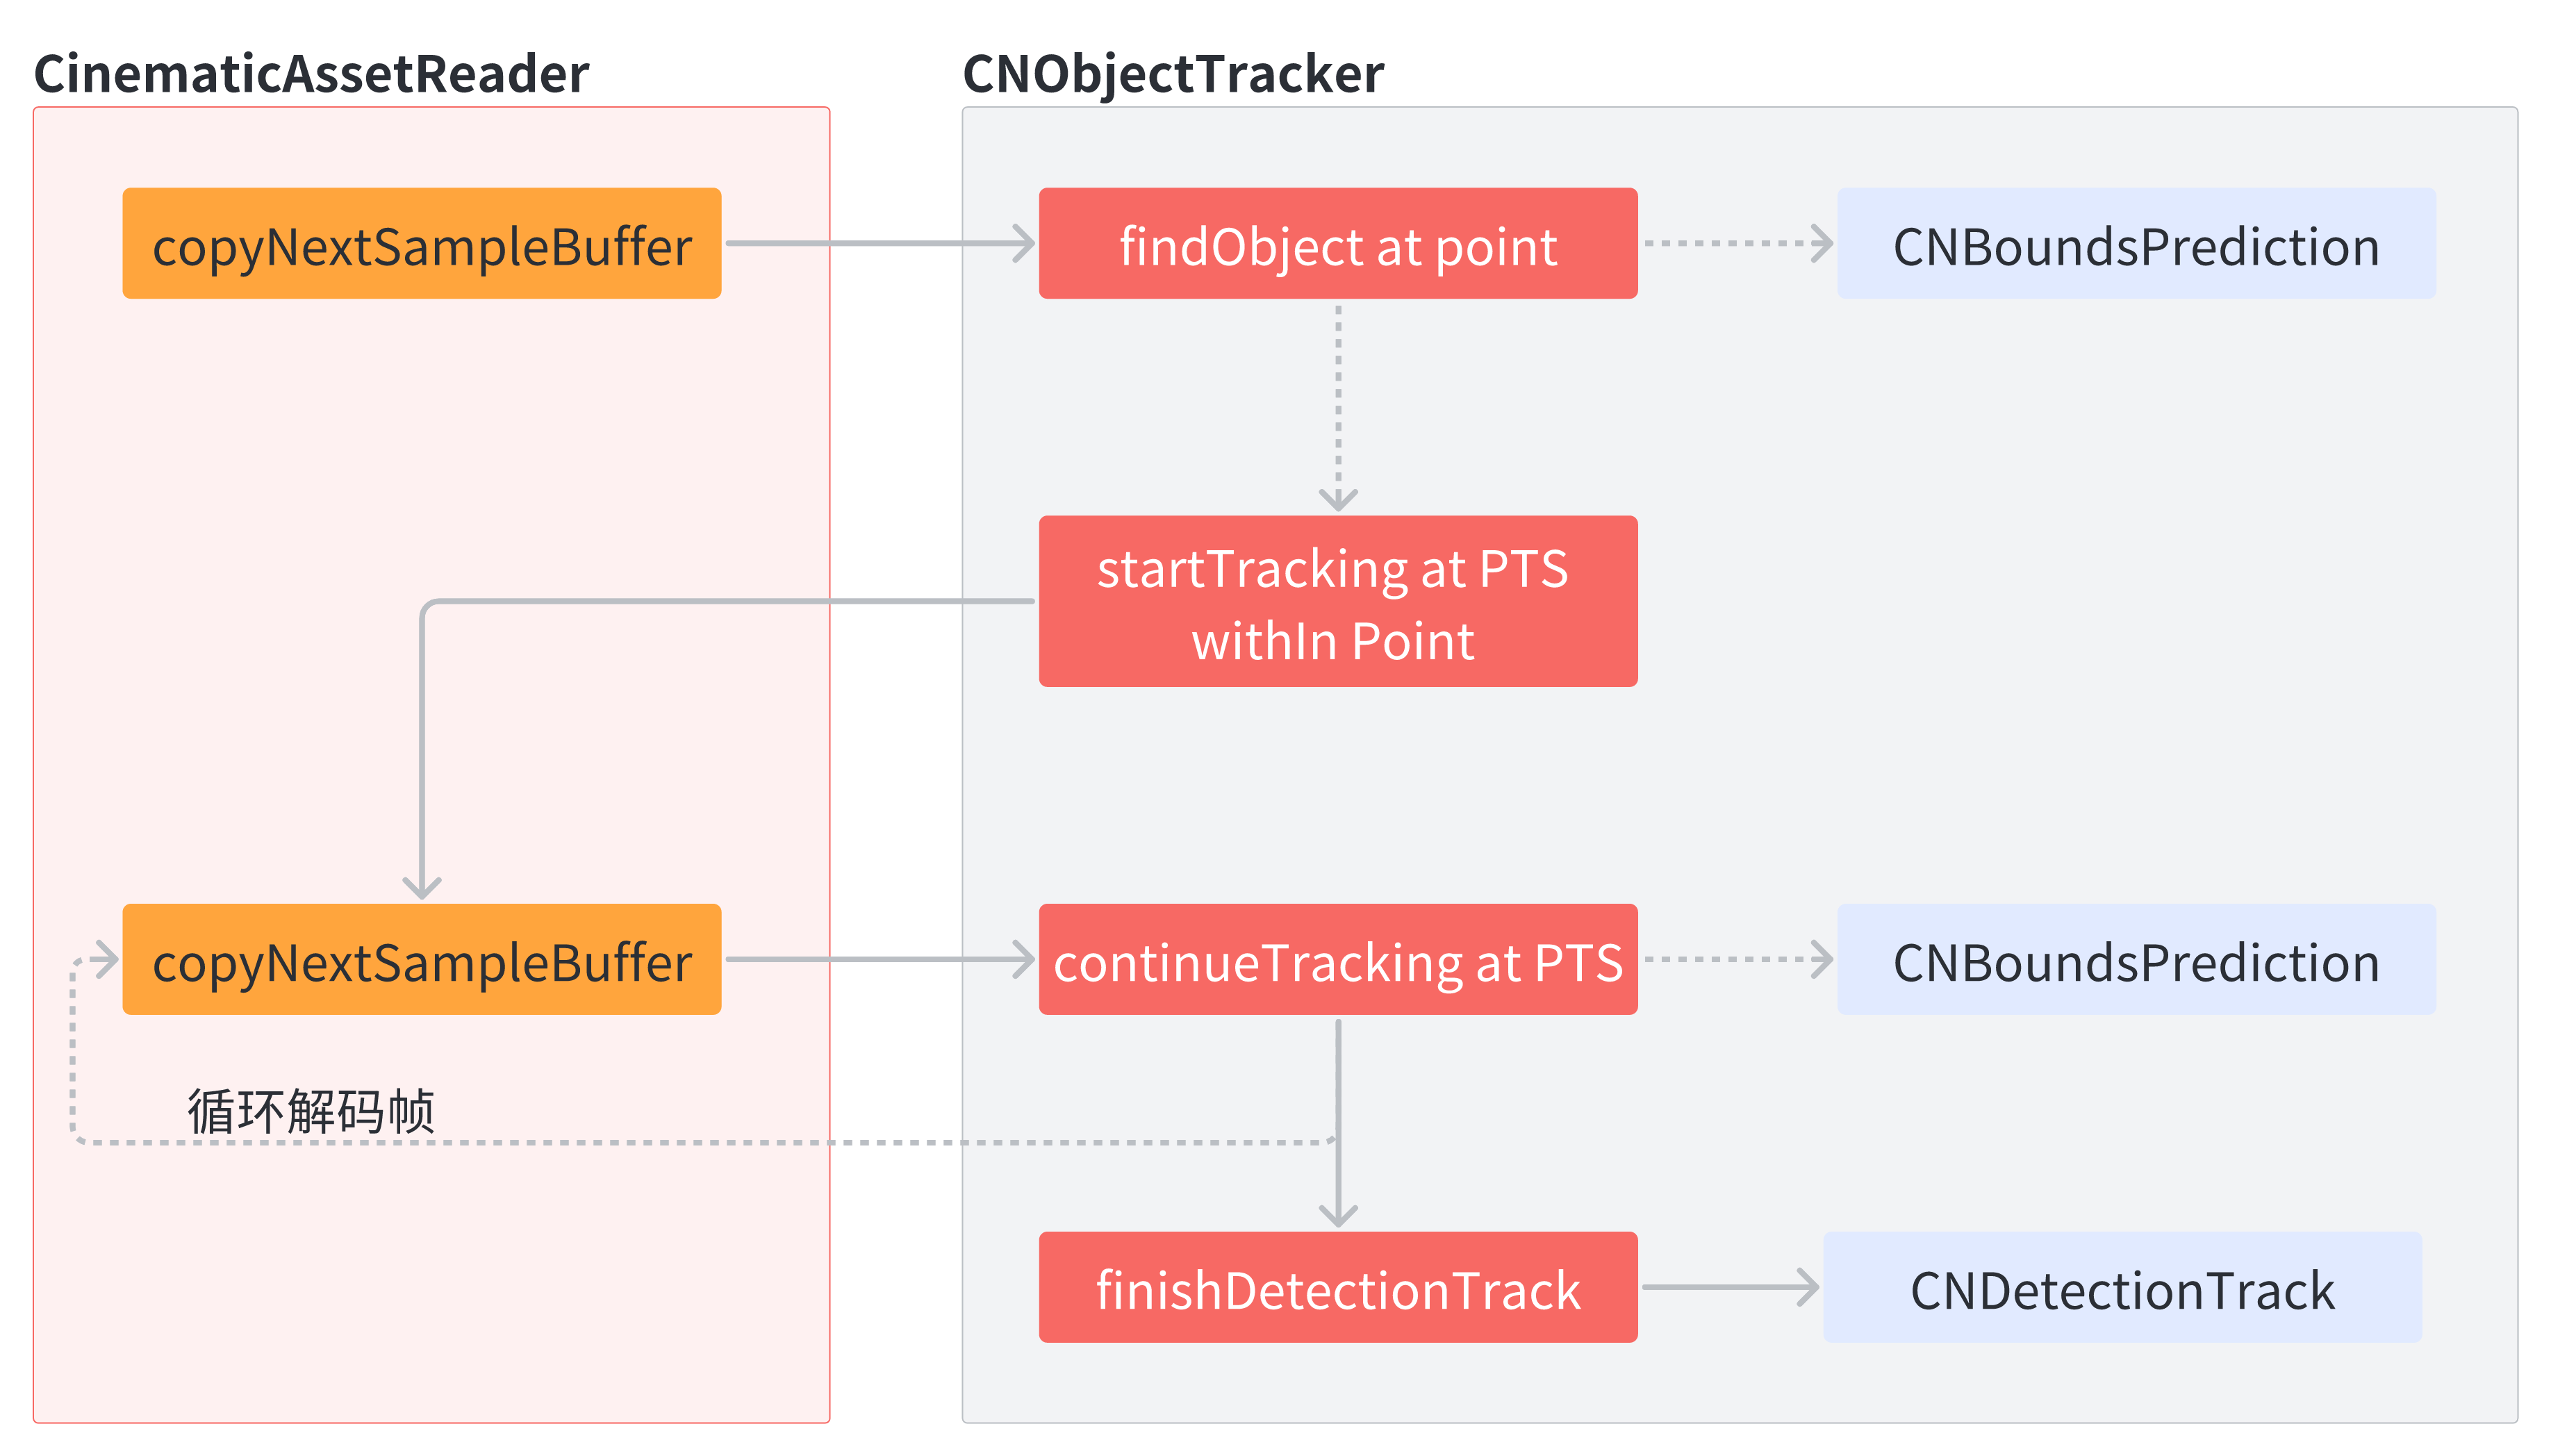 CinematicAssetReader
CNObjectTracker
copyNextSampleBuffer
findObject at point
CNBoundsPrediction
startTracking at PTS
withIn Point
copyNextSampleBuffer
continueTracking at PTS
CNBoundsPrediction
循环解码帧
finishDetectionTrack
CNDetectionTrack